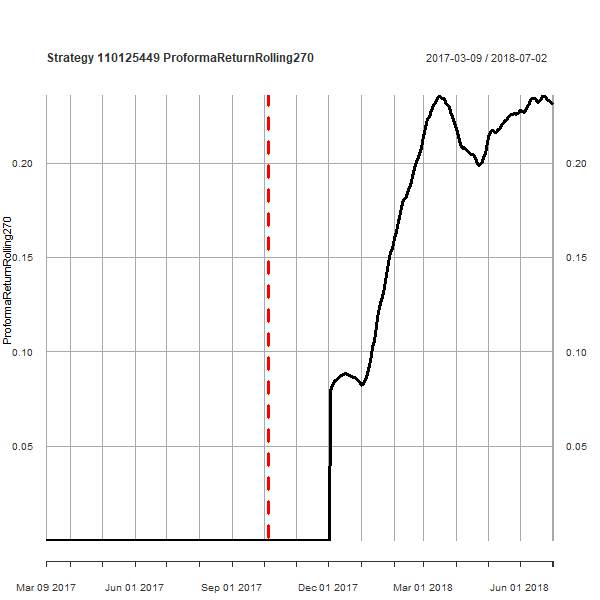 Strategy 110125449 ProformaReturnRolling270
2017-03-09 / 2018-07-02
ProformaReturnRolling270
0.20
0.15
0.10
0.05
0.20
0.15
0.10
0.05
Mar 09 2017
Jun 01 2017
Sep 01 2017
Dec 01 2017
Mar 01 2018
Jun 01 2018